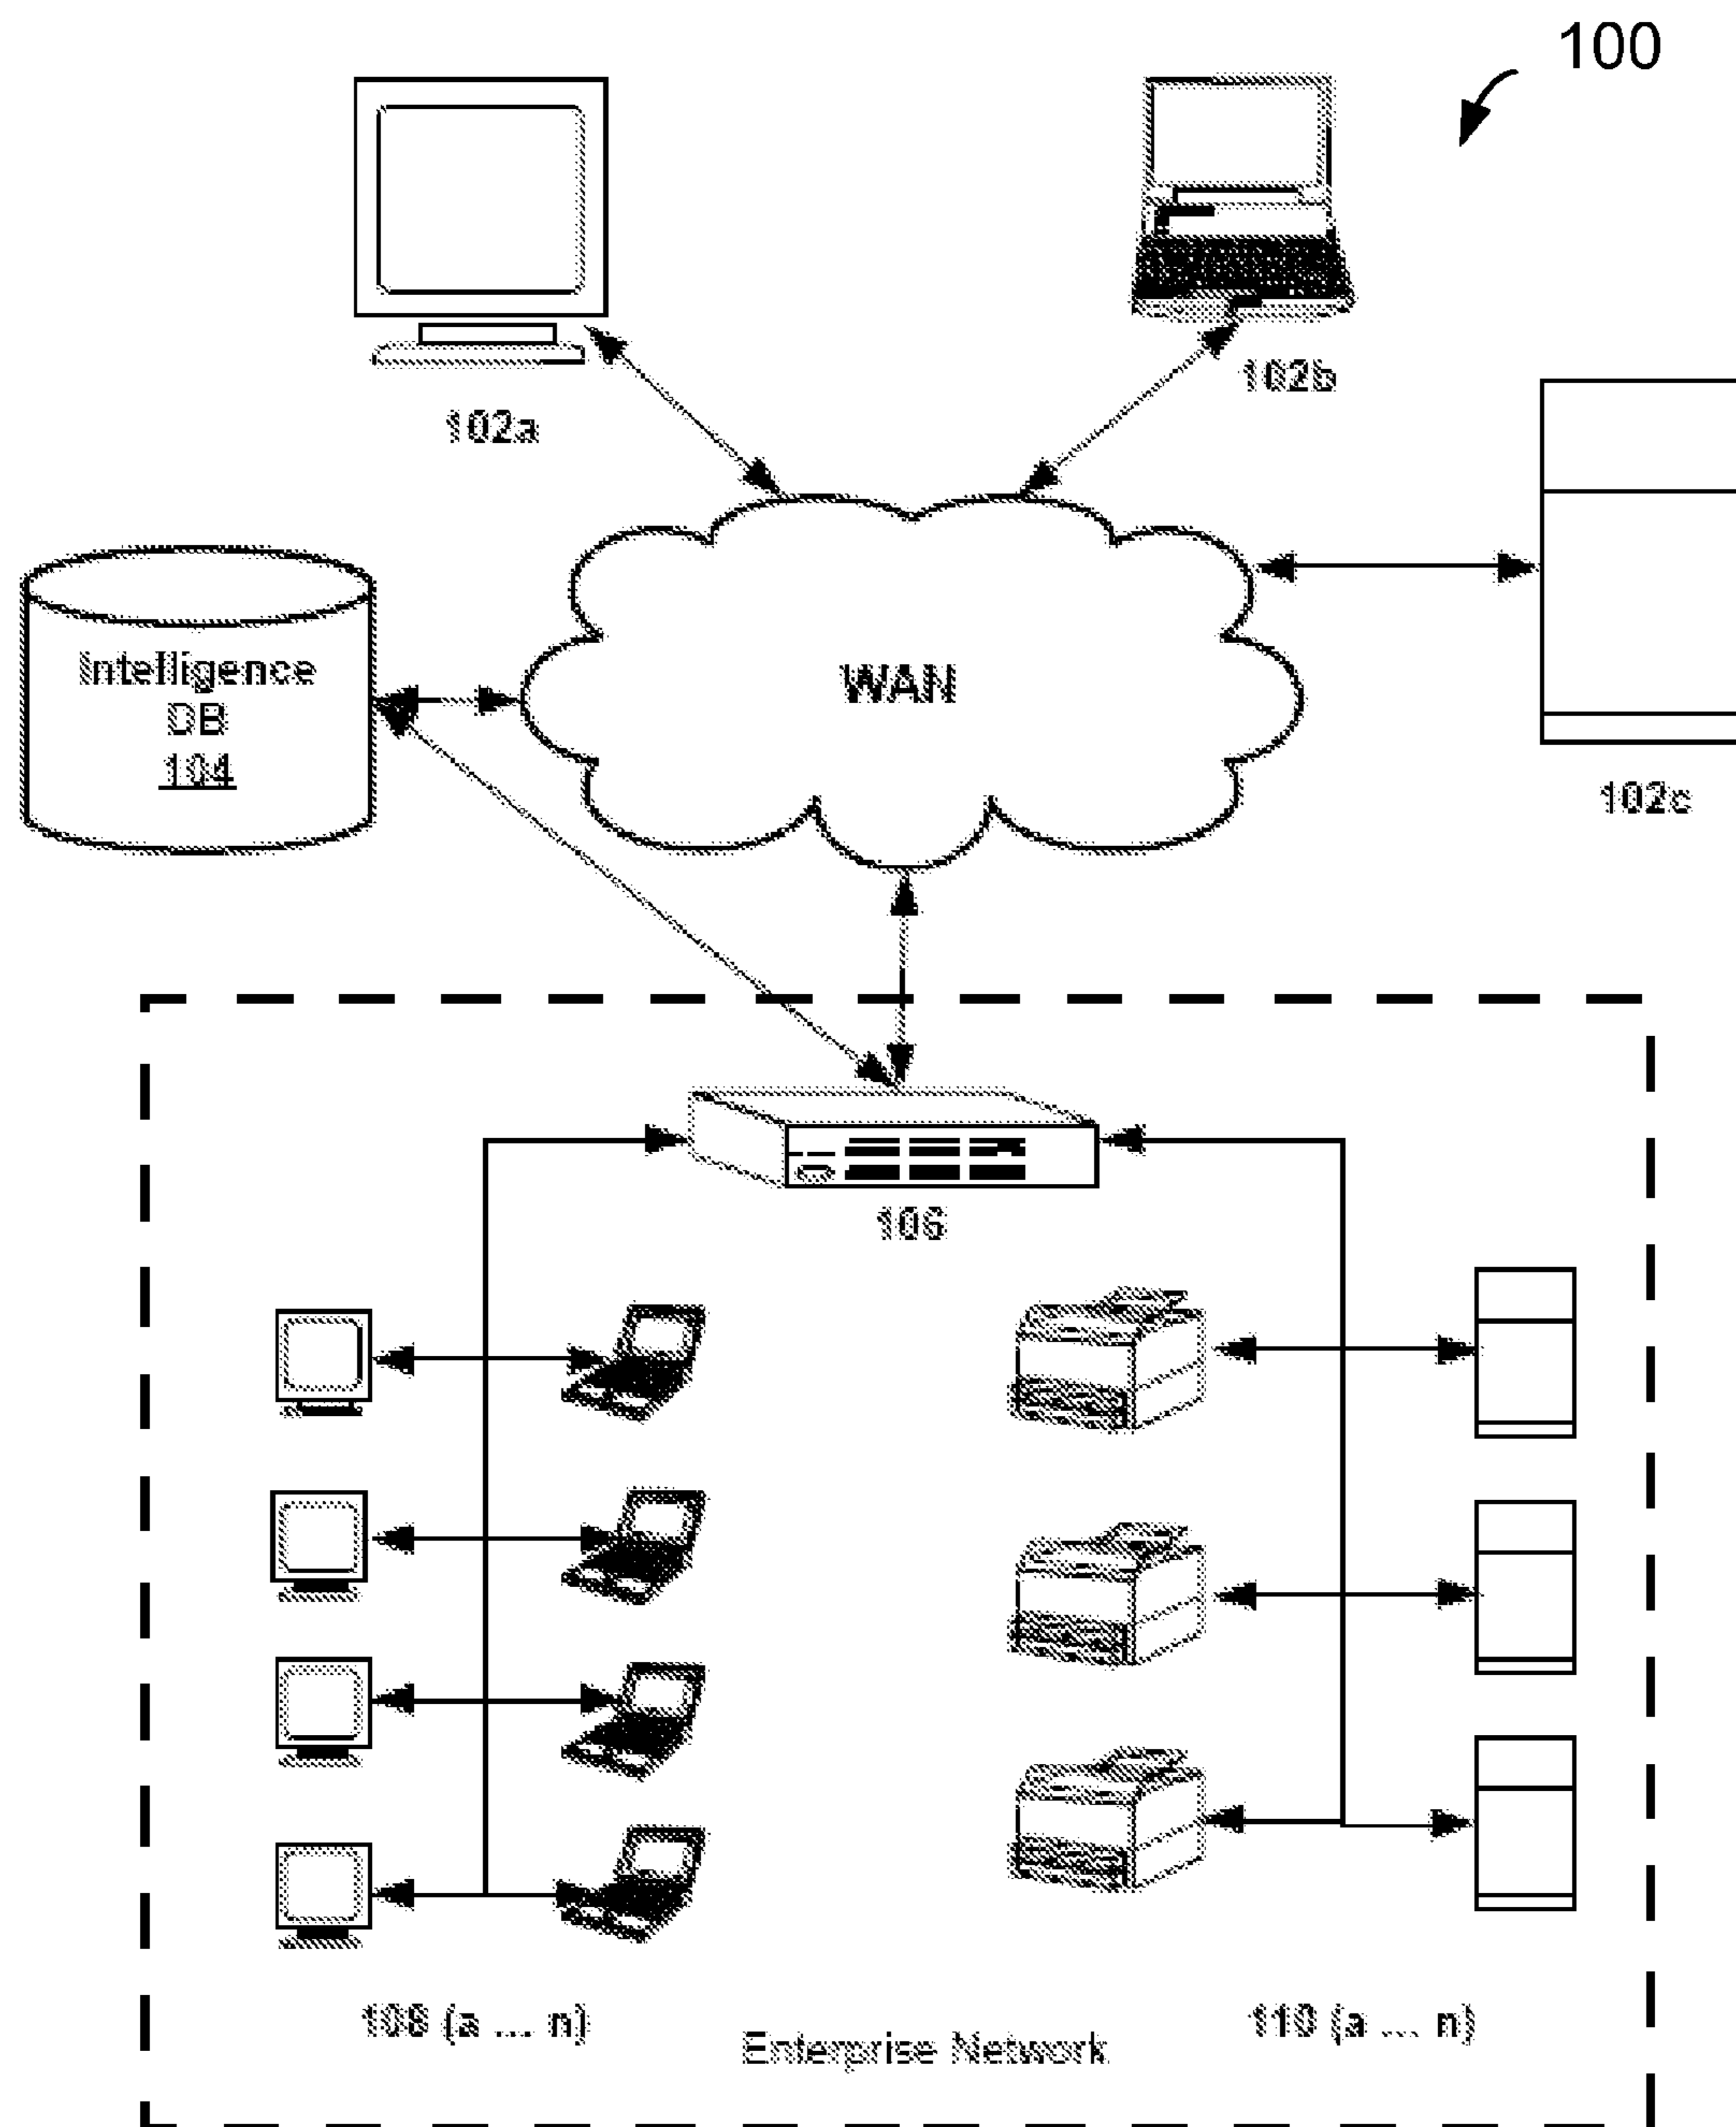 100
102a
102b
102c
Intelligence
DB
104
WAN
106
108 (a ... n)
110 (a ... n)
Enterprise Network